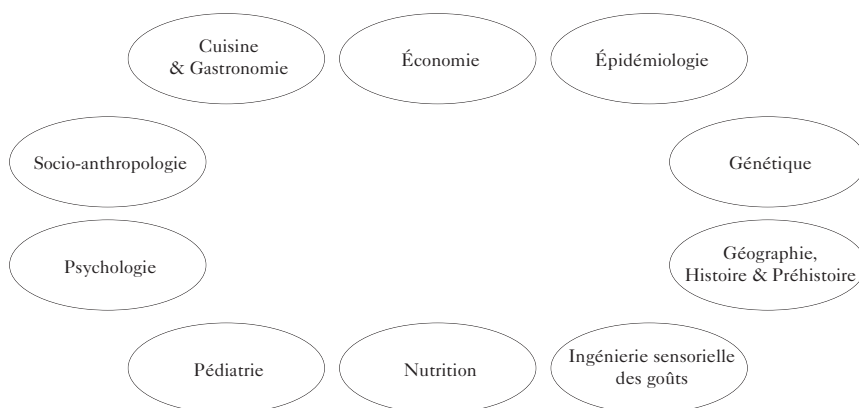 Cuisine
& Gastronomie
Économie
Épidémiologie
Socio-anthropologie
Génétique
Psychologie
Géographie,
Histoire & Préhistoire
Pédiatrie
Nutrition
Ingénierie sensorielle
des goûts